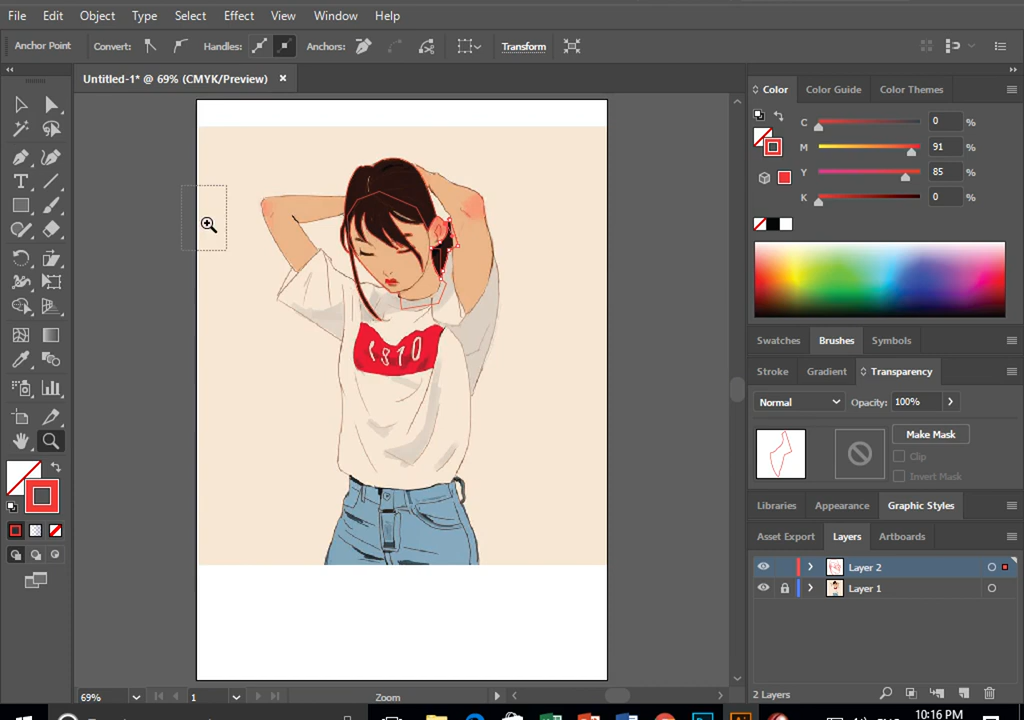 File Edit Object Type Select Effect View Window Help
Anchor Point Convert: Handles: Anchors: Transform
Untitled-1* @ 69% (CMYK/Preview) ×
Color Color Guide Color Themes
C 0 %
M 91 %
Y 85 %
K 0 %
1810
Swatches Brushes Symbols
Stroke Gradient Transparency
Normal Opacity: 100%
Make Mask
Clip
Invert Mask
Libraries Appearance Graphic Styles
Asset Export Layers Artboards
Layer 2
Layer 1
2 Layers
69% 1 Zoom
10:16 PM